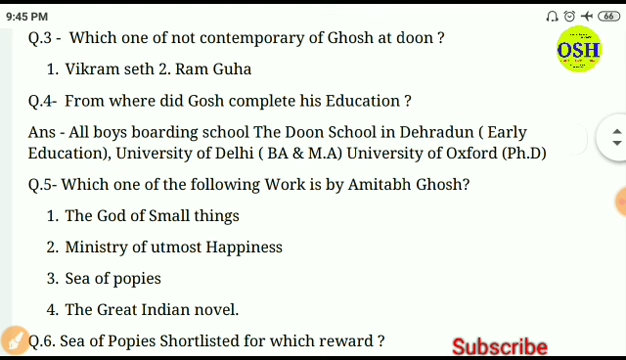 9:45 PM
66
Q.3 - Which one of not contemporary of Ghosh at doon ?
OSH
1. Vikram seth 2. Ram Guha
Q.4- From where did Gosh complete his Education ?
Ans - All boys boarding school The Doon School in Dehradun ( Early
Education), University of Delhi ( BA & M.A) University of Oxford (Ph.D)
Q.5- Which one of the following Work is by Amitabh Ghosh?
1. The God of Small things
2. Ministry of utmost Happiness
3. Sea of popies
4. The Great Indian novel.
Q.6. Sea of Popies Shortlisted for which reward ?
Subscribe